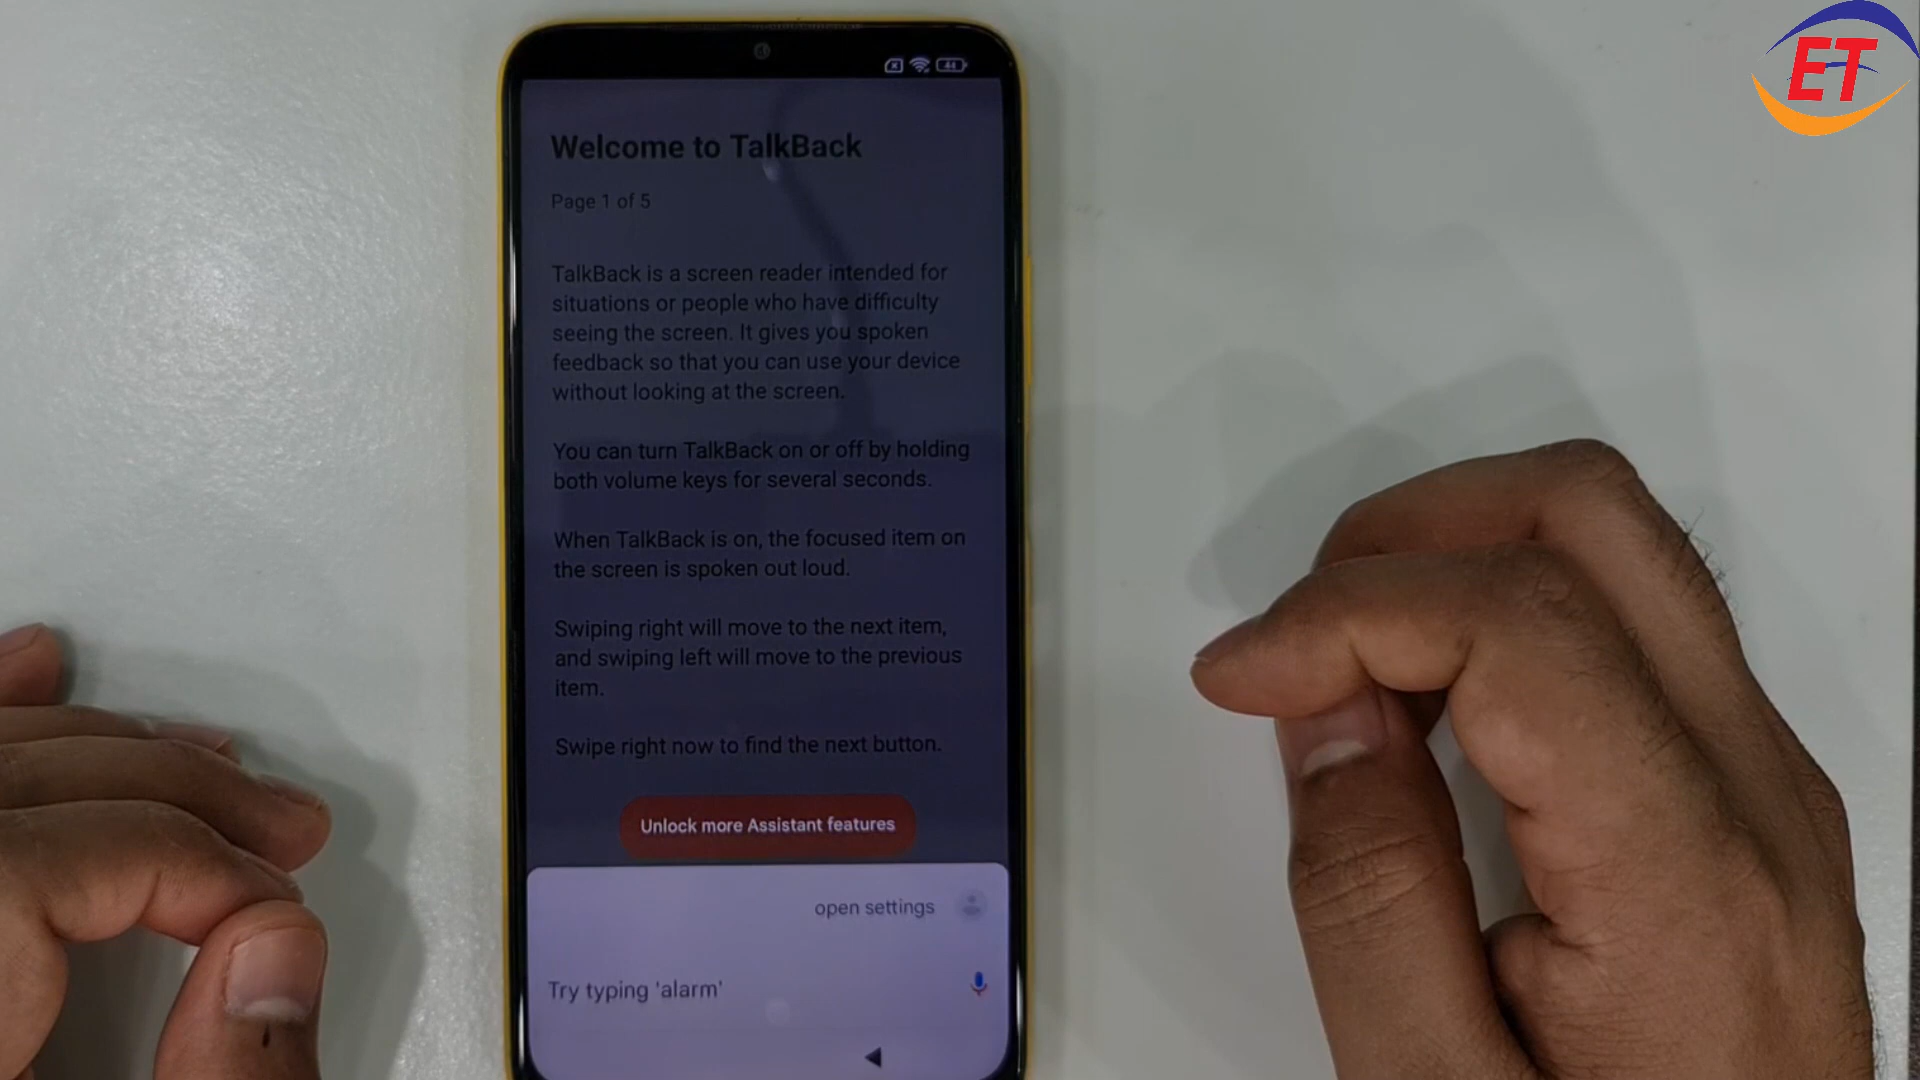 ET
44
Welcome to TalkBack
Page 1 of 5
TalkBack is a screen reader intended for
situations or people who have difficulty
seeing the screen. It gives you spoken
feedback so that you can use your device
without looking at the screen.
You can turn TalkBack on or off by holding
both volume keys for several seconds.
When TalkBack is on, the focused item on
the screen is spoken out loud.
Swiping right will move to the next item,
and swiping left will move to the previous
item.
Swipe right now to find the next button.
Unlock more Assistant features
open settings
Try typing 'alarm'